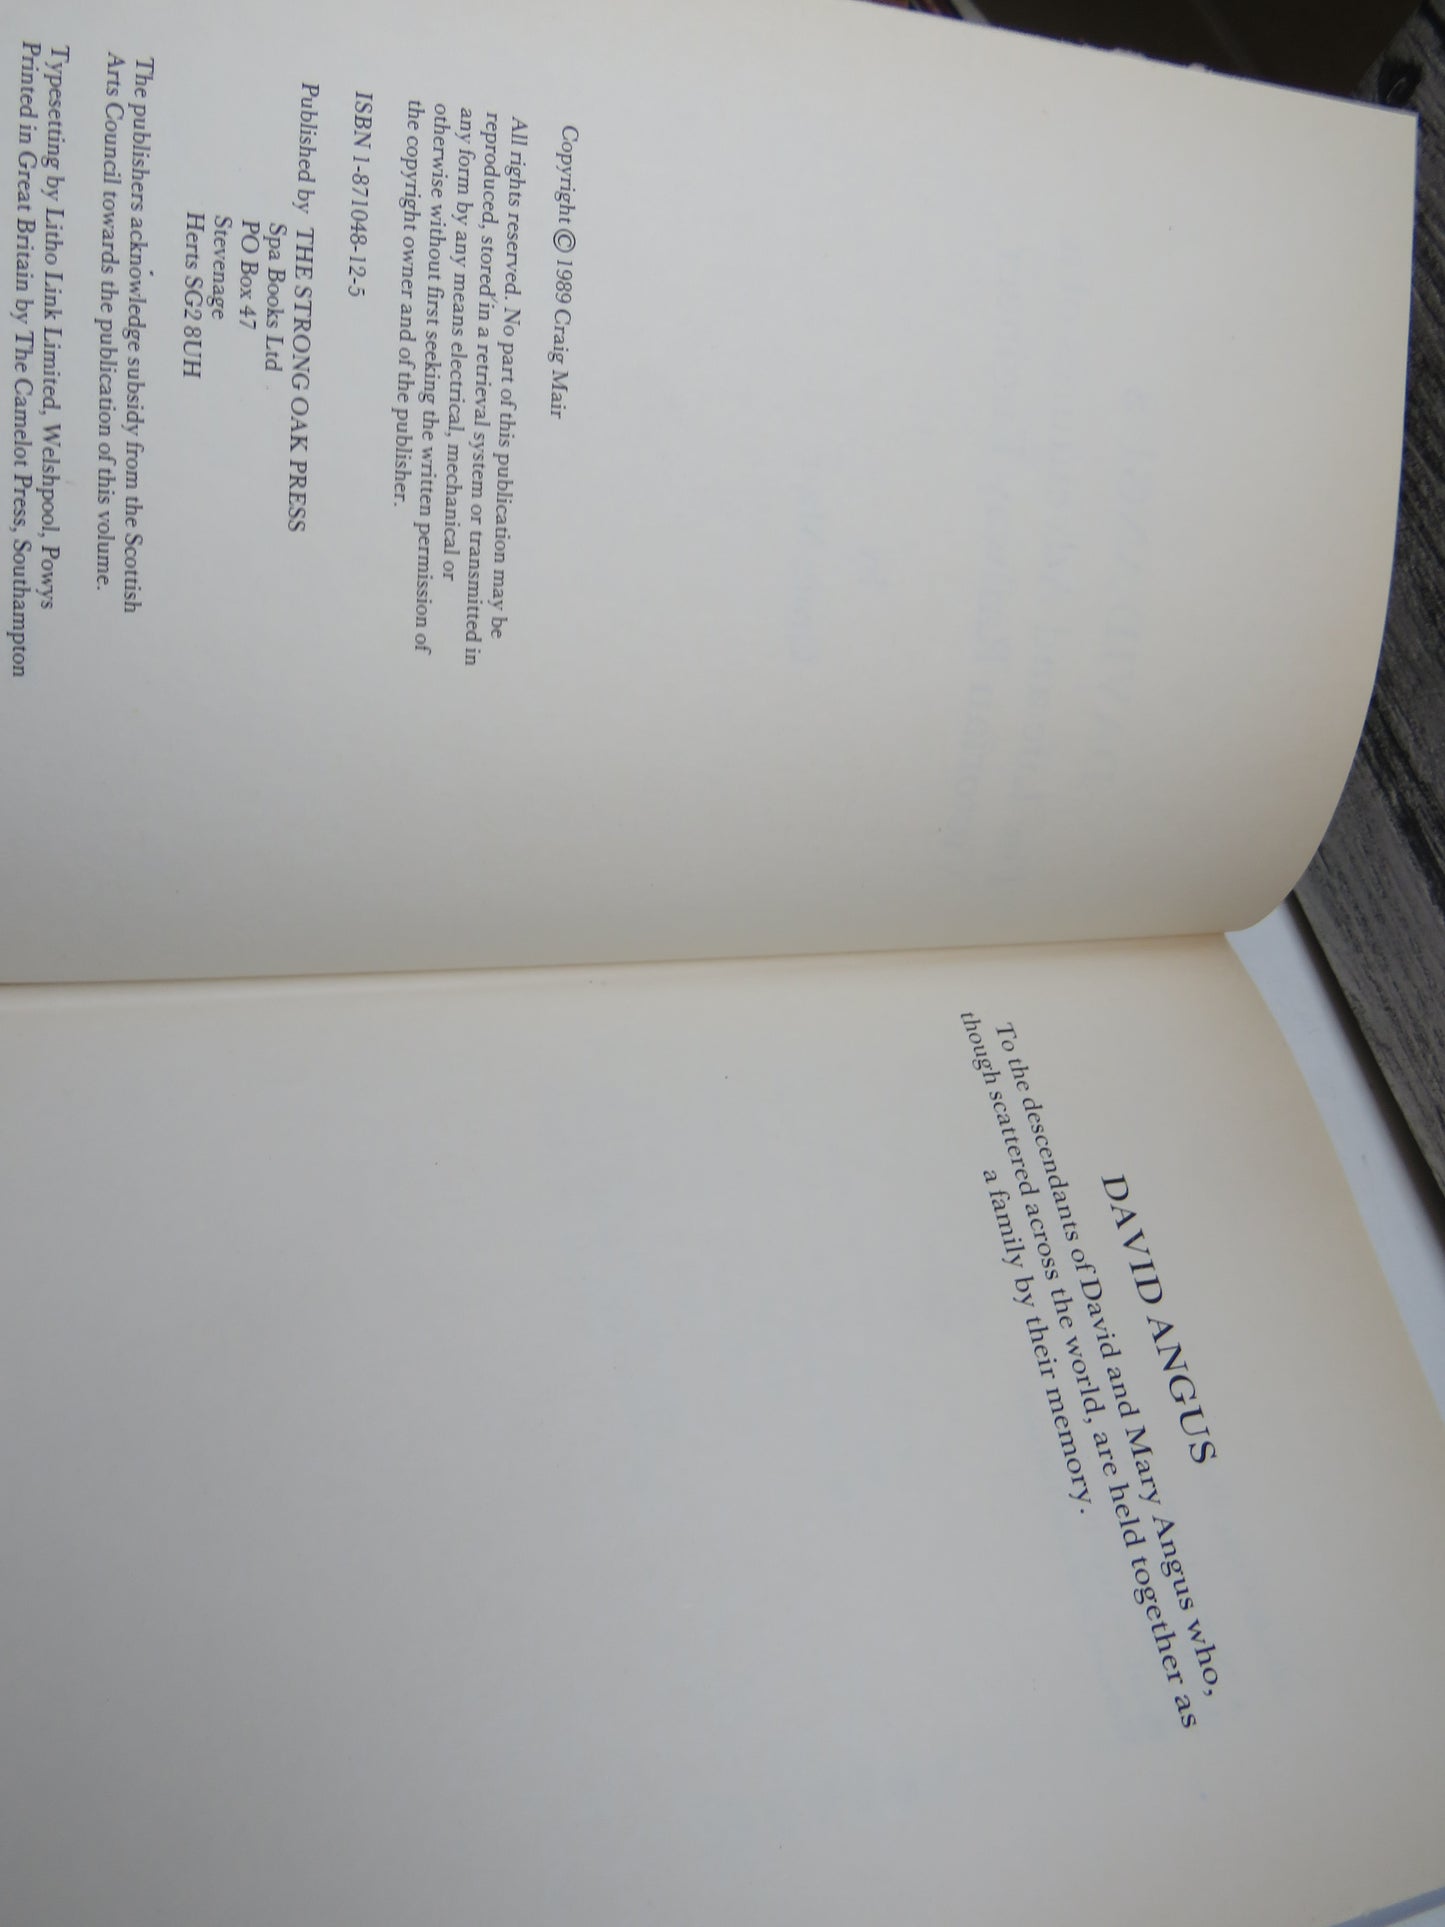 Copyright © 1989 Craig Mair
All rights reserved. No part of this publication may be
reproduced, stored in a retrieval system or transmitted in
any form by any means electrical, mechanical or
otherwise without first seeking the written permission of
the copyright owner and of the publisher.
ISBN 1-871048-12-5
Published by THE STRONG OAK PRESS
Spa Books Ltd
PO Box 47
Stevenage
Herts SG2 8UH
The publishers acknowledge subsidy from the Scottish
Arts Council towards the publication of this volume.
Typesetting by Litho Link Limited, Welshpool, Powys
Printed in Great Britain by The Camelot Press, Southampton
DAVID ANGUS
To the descendants of David and Mary Angus who,
though scattered across the world, are held together as
a family by their memory.